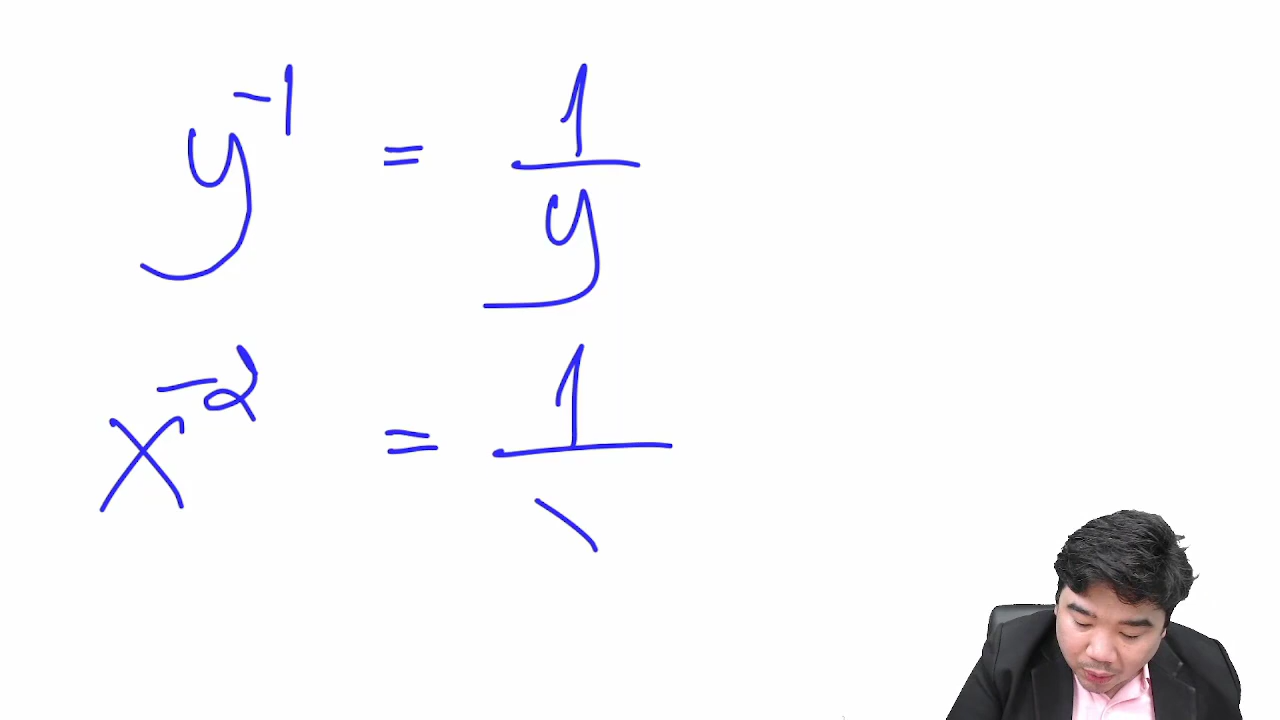 y⁻¹ = 1/y
x⁻² = 1/